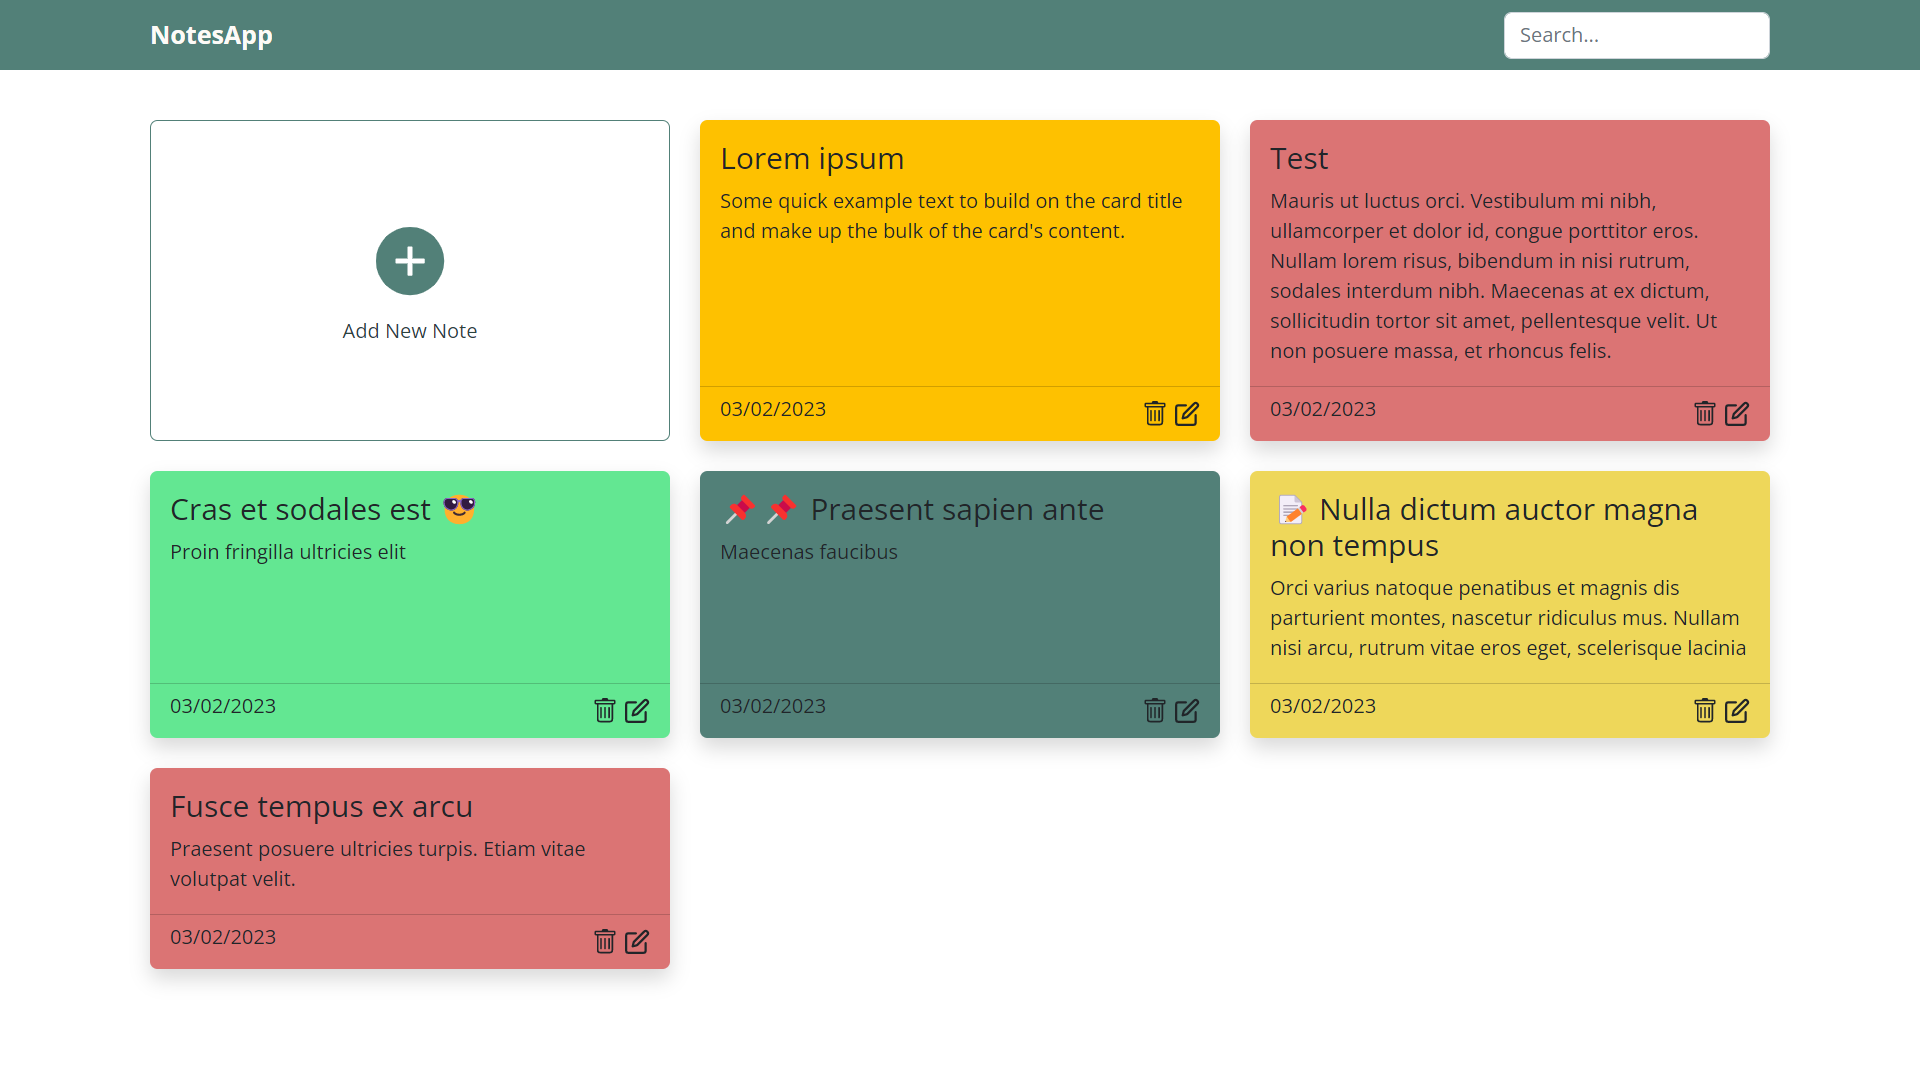 NotesApp
Search...
Add New Note
Lorem ipsum
Some quick example text to build on the card title
and make up the bulk of the card's content.
03/02/2023
Test
Mauris ut luctus orci. Vestibulum mi nibh,
ullamcorper et dolor id, congue porttitor eros.
Nullam lorem risus, bibendum in nisi rutrum,
sodales interdum nibh. Maecenas at ex dictum,
sollicitudin tortor sit amet, pellentesque velit. Ut
non posuere massa, et rhoncus felis.
03/02/2023
Cras et sodales est 😎
Proin fringilla ultricies elit
03/02/2023
📌📌 Praesent sapien ante
Maecenas faucibus
03/02/2023
📝 Nulla dictum auctor magna
non tempus
Orci varius natoque penatibus et magnis dis
parturient montes, nascetur ridiculus mus. Nullam
nisi arcu, rutrum vitae eros eget, scelerisque lacinia
03/02/2023
Fusce tempus ex arcu
Praesent posuere ultricies turpis. Etiam vitae
volutpat velit.
03/02/2023